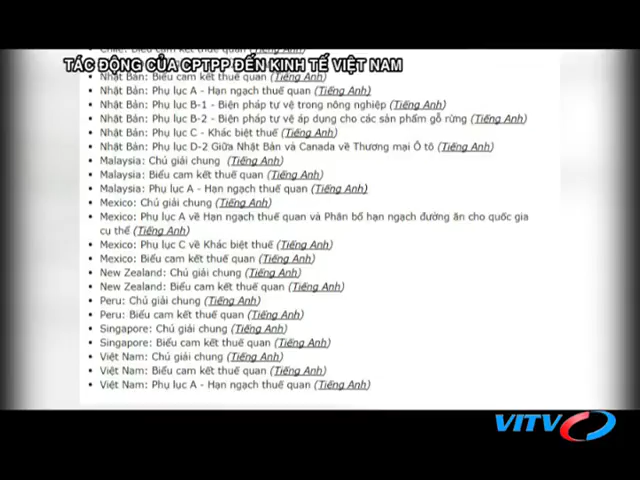 Chile: Biểu cam kết thuế quan (Tiếng Anh)
TÁC ĐỘNG CỦA CPTPP ĐẾN KINH TẾ VIỆT NAM
Nhật Bản: Biểu cam kết thuế quan (Tiếng Anh)
Nhật Bản: Phụ lục A - Hạn ngạch thuế quan (Tiếng Anh)
Nhật Bản: Phụ lục B-1 - Biện pháp tự vệ trong nông nghiệp (Tiếng Anh)
Nhật Bản: Phụ lục B-2 - Biện pháp tự vệ áp dụng cho các sản phẩm gỗ rừng (Tiếng Anh)
Nhật Bản: Phụ lục C - Khác biệt thuế (Tiếng Anh)
Nhật Bản: Phụ lục D-2 Giữa Nhật Bản và Canada về Thương mại Ô tô (Tiếng Anh)
Malaysia: Chú giải chung (Tiếng Anh)
Malaysia: Biểu cam kết thuế quan (Tiếng Anh)
Malaysia: Phụ lục A - Hạn ngạch thuế quan (Tiếng Anh)
Mexico: Chú giải chung (Tiếng Anh)
Mexico: Phụ lục A về Hạn ngạch thuế quan và Phân bổ hạn ngạch đường ăn cho quốc gia
cụ thể (Tiếng Anh)
Mexico: Phụ lục C về Khác biệt thuế (Tiếng Anh)
Mexico: Biểu cam kết thuế quan (Tiếng Anh)
New Zealand: Chú giải chung (Tiếng Anh)
New Zealand: Biểu cam kết thuế quan (Tiếng Anh)
Peru: Chú giải chung (Tiếng Anh)
Peru: Biểu cam kết thuế quan (Tiếng Anh)
Singapore: Chú giải chung (Tiếng Anh)
Singapore: Biểu cam kết thuế quan (Tiếng Anh)
Việt Nam: Chú giải chung (Tiếng Anh)
Việt Nam: Biểu cam kết thuế quan (Tiếng Anh)
Việt Nam: Phụ lục A - Hạn ngạch thuế quan (Tiếng Anh)
VITV